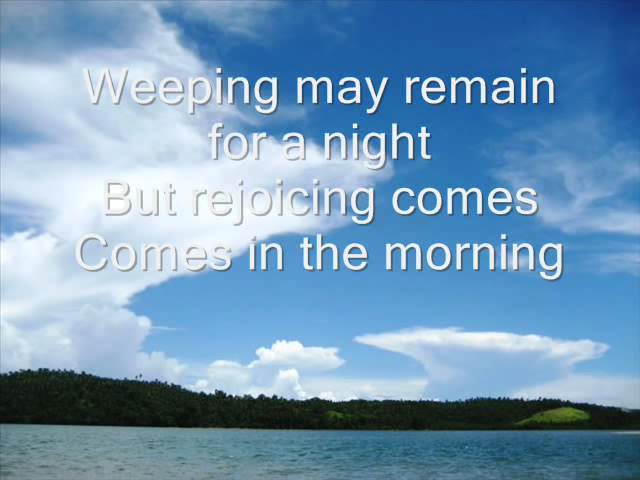 Weeping may remain
for a night
But rejoicing comes
Comes in the morning